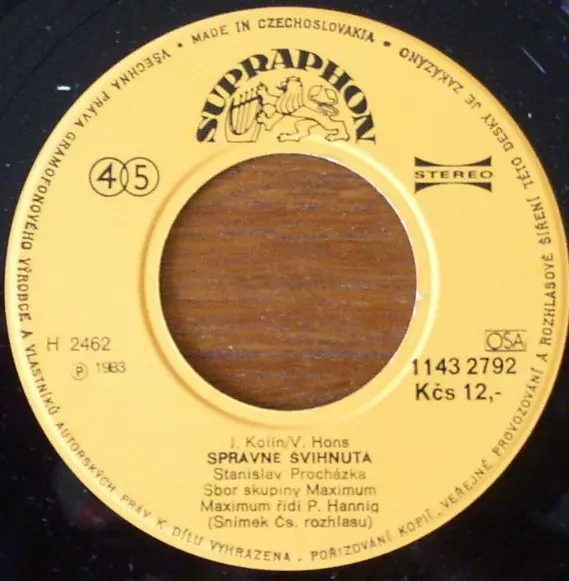 VŠECHNA PRÁVA GRAMOFONOVÉHO VÝROBCE A VLASTNÍKŮ AUTORSKÝCH PRÁV K DÍLU VYHRAZENA. POŘIZOVÁNÍ KOPIÍ, VEŘEJNÉ PROVOZOVÁNÍ A ROZHLASOVÉ ŠÍŘENÍ TÉTO DESKY JE ZAKÁZÁNO • MADE IN CZECHOSLOVAKIA •
SUPRAPHON
45
STEREO
H 2462
Ⓟ 1983
OSA
1143 2792
Kčs 12,-
J. Kolín/V. Hons
SPRÁVNĚ ŠVIHNUTÁ
Stanislav Procházka
Sbor skupiny Maximum
Maximum řídí P. Hannig
(Snímek Čs. rozhlasu)